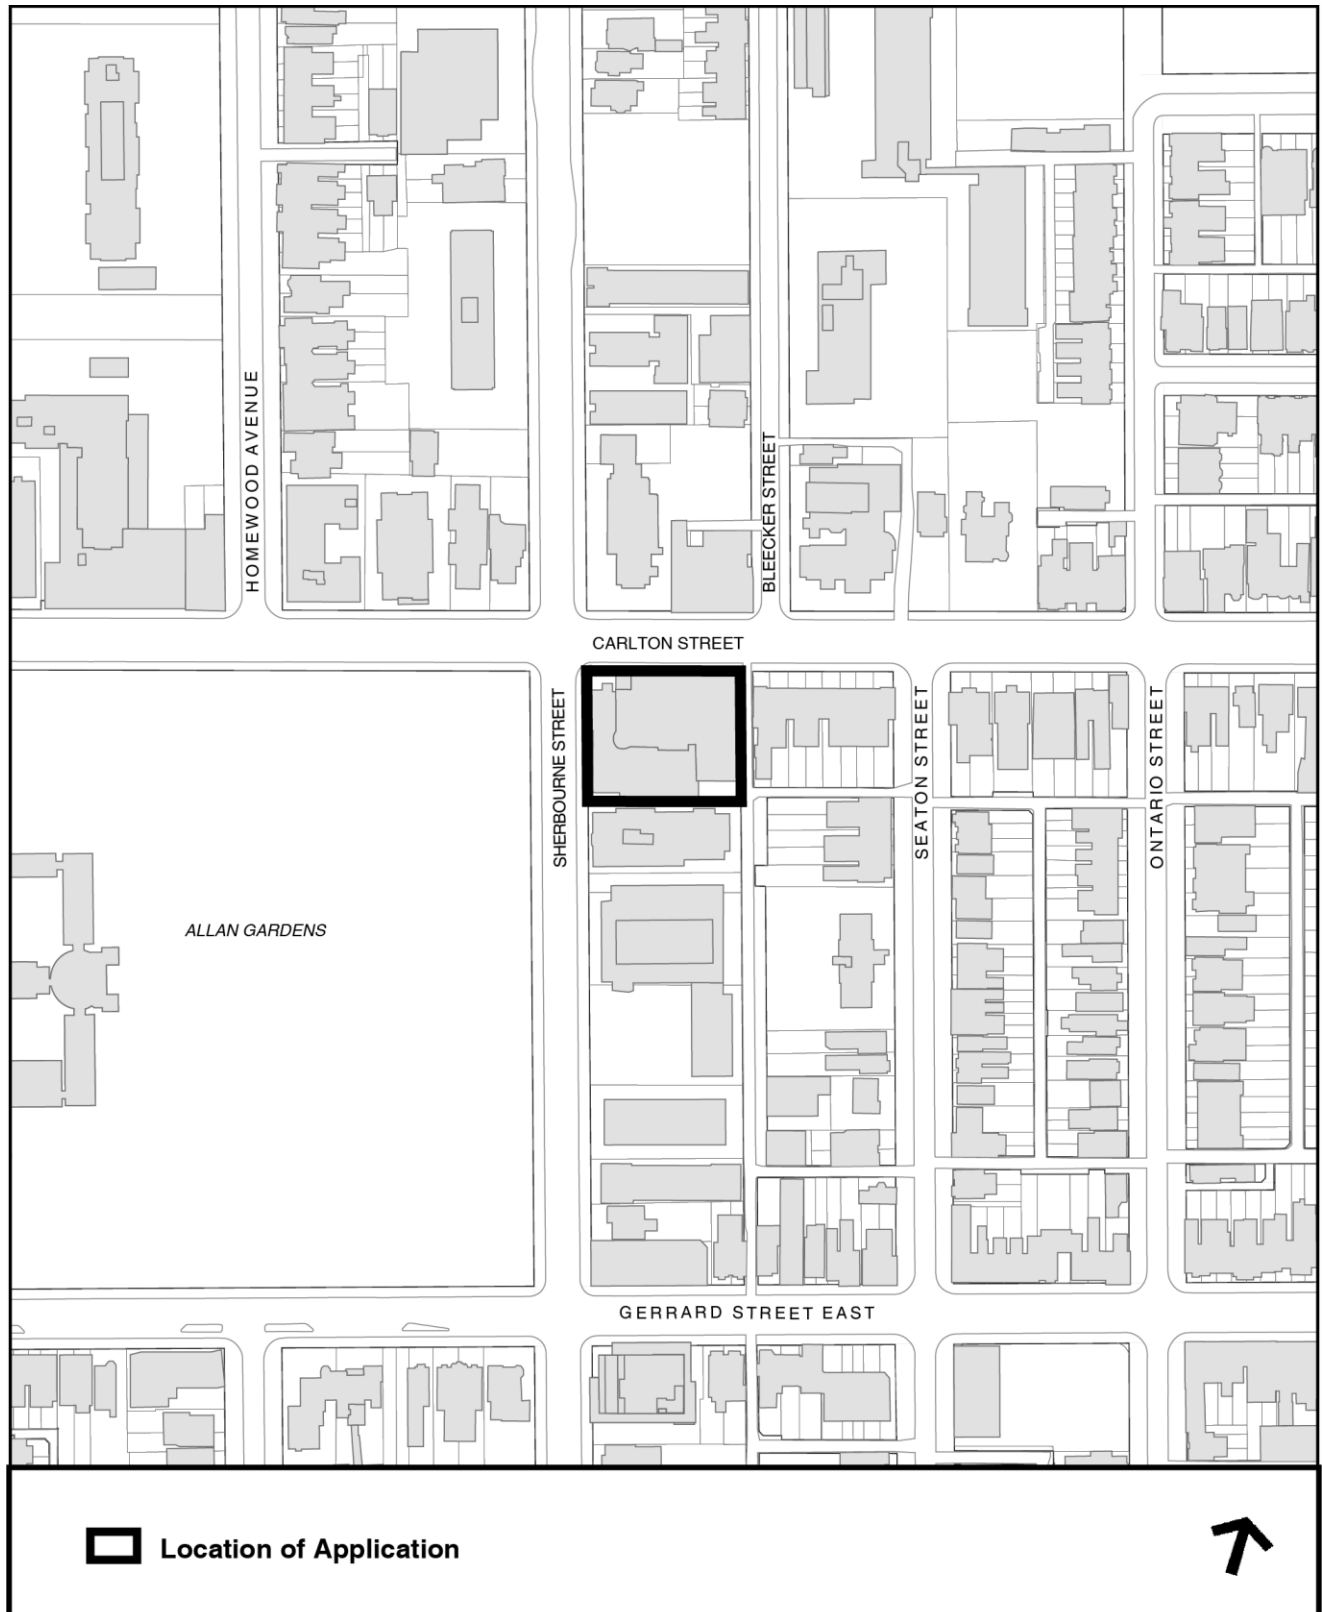 HOMEWOOD AVENUE
BLEECKER STREET
CARLTON STREET
SHERBOURNE STREET
SEATON STREET
ONTARIO STREET
ALLAN GARDENS
GERRARD STREET EAST
Location of Application